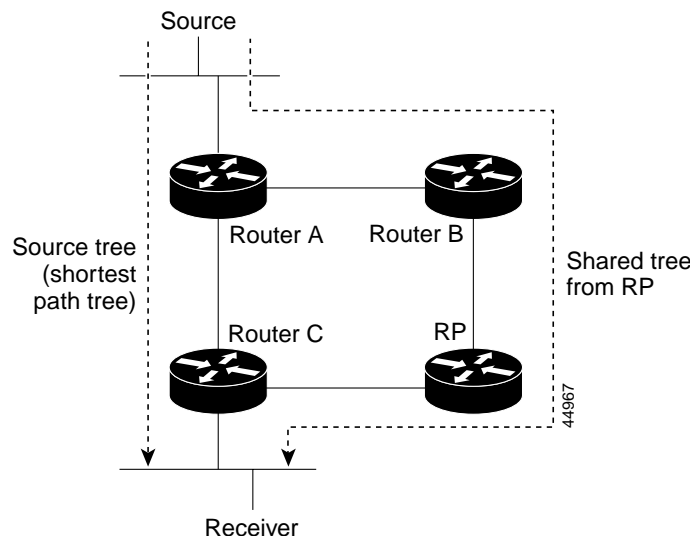 Source
Router A
Router B
Source tree
(shortest
path tree)
Shared tree
from RP
Router C
RP
44967
Receiver